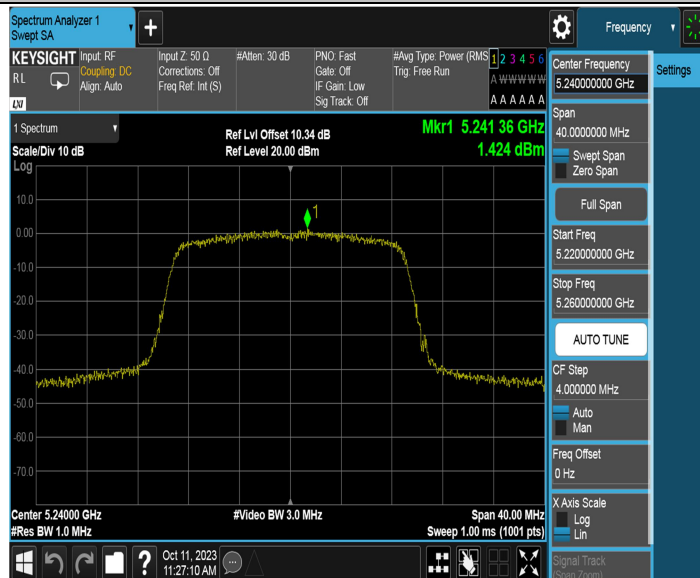 Spectrum Analyzer 1
Swept SA
Frequency
KEYSIGHT
RL
LXI
Input: RF
Coupling: DC
Align: Auto
Input Z: 50 Ω
Corrections: Off
Freq Ref: Int (S)
#Atten: 30 dB
PNO: Fast
Gate: Off
IF Gain: Low
Sig Track: Off
#Avg Type: Power (RMS
Trig: Free Run
1 2 3 4 5 6
A W W W W W
A A A A A A
Center Frequency
5.240000000 GHz
Settings
Span
40.0000000 MHz
Swept Span
Zero Span
Full Span
Start Freq
5.220000000 GHz
Stop Freq
5.260000000 GHz
AUTO TUNE
CF Step
4.000000 MHz
Auto
Man
Freq Offset
0 Hz
X Axis Scale
Log
Lin
Signal Track
(Span Zoom)
1 Spectrum
Scale/Div 10 dB
Log
Ref Lvl Offset 10.34 dB
Ref Level 20.00 dBm
Mkr1 5.241 36 GHz
1.424 dBm
1
10.0
0.00
-10.0
-20.0
-30.0
-40.0
-50.0
-60.0
-70.0
Center 5.24000 GHz
#Res BW 1.0 MHz
#Video BW 3.0 MHz
Span 40.00 MHz
Sweep 1.00 ms (1001 pts)
?
Oct 11, 2023
11:27:10 AM